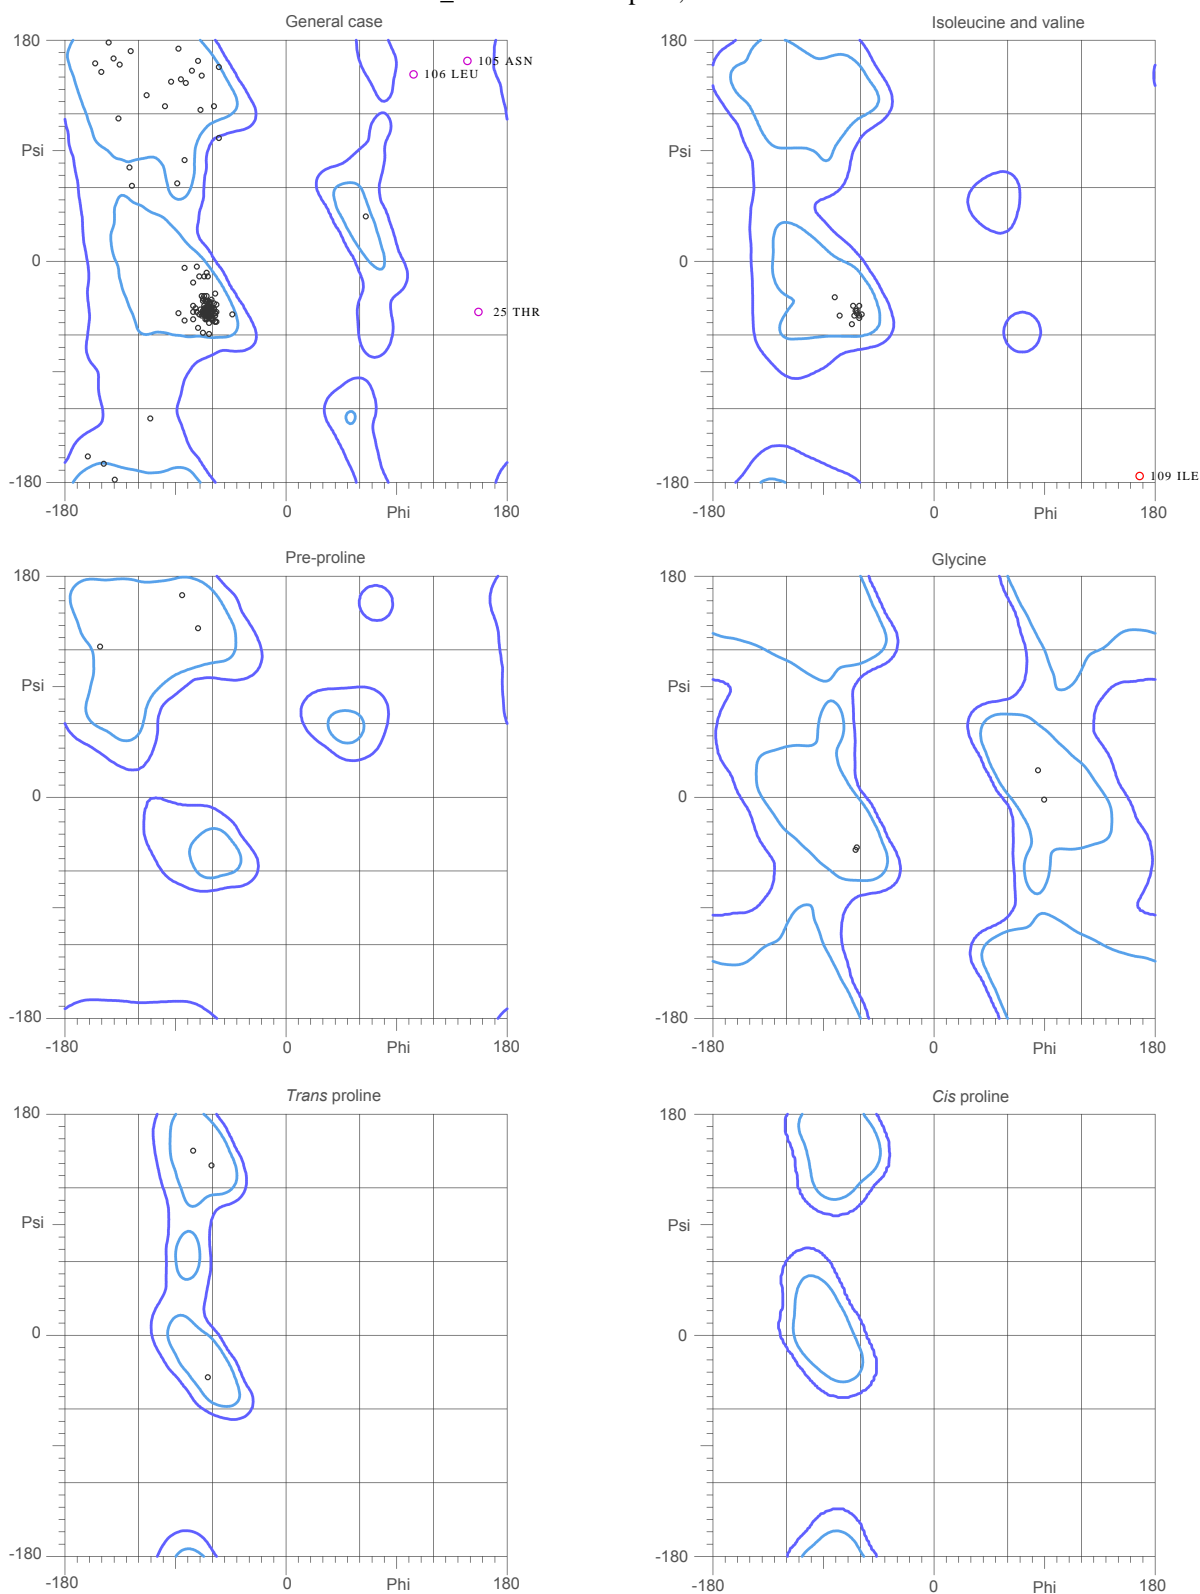 General case
Isoleucine and valine
180
105 ASN
106 LEU
Psi
0
25 THR
-180
-180
0
Phi
180
180
Psi
0
109 ILE
-180
-180
0
Phi
180
Pre-proline
Glycine
180
Psi
0
-180
-180
0
Phi
180
180
Psi
0
-180
-180
0
Phi
180
Trans proline
Cis proline
180
Psi
0
-180
-180
0
Phi
180
180
Psi
0
-180
-180
0
Phi
180